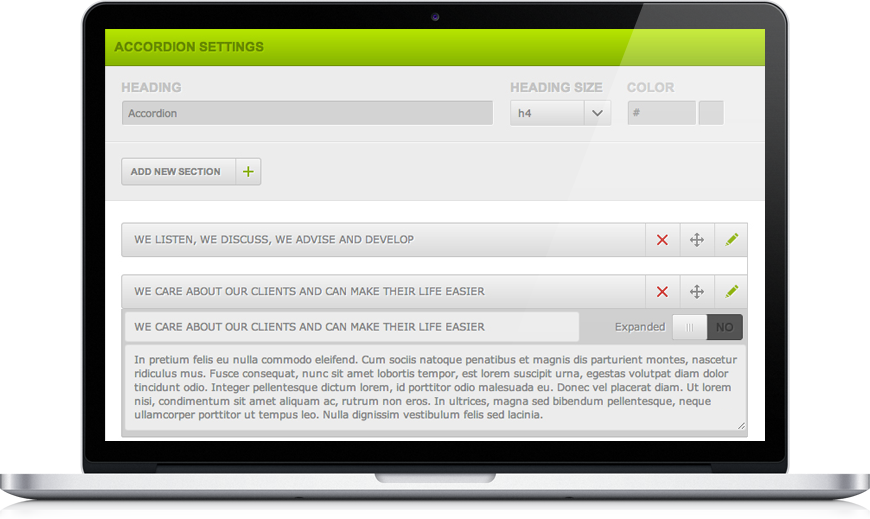 ACCORDION SETTINGS
HEADING HEADING SIZE COLOR
Accordion h4 #
ADD NEW SECTION +
WE LISTEN, WE DISCUSS, WE ADVISE AND DEVELOP
WE CARE ABOUT OUR CLIENTS AND CAN MAKE THEIR LIFE EASIER
WE CARE ABOUT OUR CLIENTS AND CAN MAKE THEIR LIFE EASIER Expanded NO
In pretium felis eu nulla commodo eleifend. Cum sociis natoque penatibus et magnis dis parturient montes, nascetur
ridiculus mus. Fusce consequat, nunc sit amet lobortis tempor, est lorem suscipit urna, egestas volutpat diam dolor
tincidunt odio. Integer pellentesque dictum lorem, id porttitor odio malesuada eu. Donec vel placerat diam. Ut lorem
nisi, condimentum sit amet aliquam ac, rutrum non eros. In ultrices, magna sed bibendum pellentesque, neque
ullamcorper porttitor ut tempus leo. Nulla dignissim vestibulum felis sed lacinia.